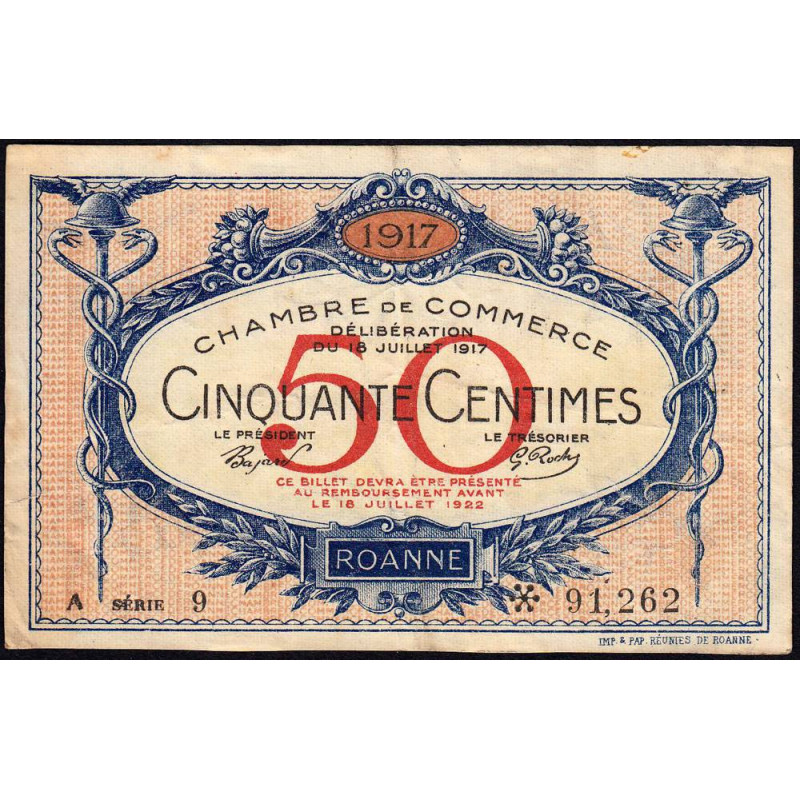 1917
CHAMBRE DE COMMERCE
DÉLIBÉRATION
DU 18 JUILLET 1917
50
CINQUANTE CENTIMES
LE PRÉSIDENT LE TRÉSORIER
Bajard G. Roche
CE BILLET DEVRA ÊTRE PRÉSENTÉ
AU REMBOURSEMENT AVANT
LE 18 JUILLET 1922
ROANNE
A SÉRIE 9 * 91,262
IMP. & PAP. RÉUNIES DE ROANNE.